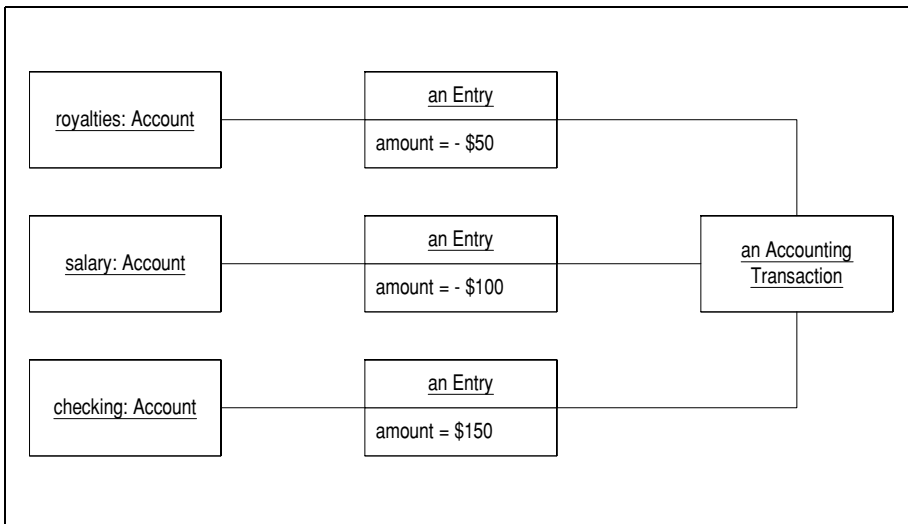 royalties: Account
an Entry
amount = - $50
salary: Account
an Entry
amount = - $100
an Accounting
Transaction
checking: Account
an Entry
amount = $150